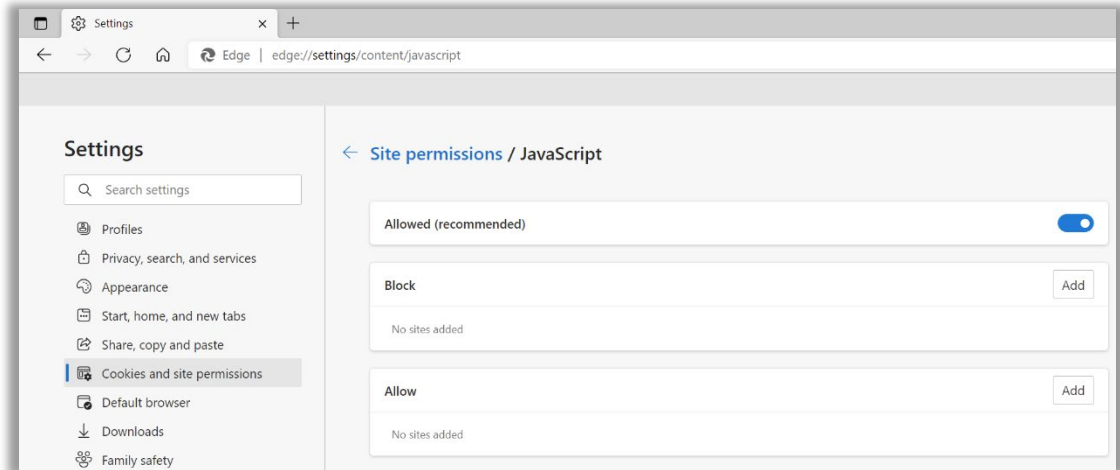 Settings
Edge | edge://settings/content/javascript
Settings
Search settings
Profiles
Privacy, search, and services
Appearance
Start, home, and new tabs
Share, copy and paste
Cookies and site permissions
Default browser
Downloads
Family safety
Site permissions / JavaScript
Allowed (recommended)
Block
Add
No sites added
Allow
Add
No sites added